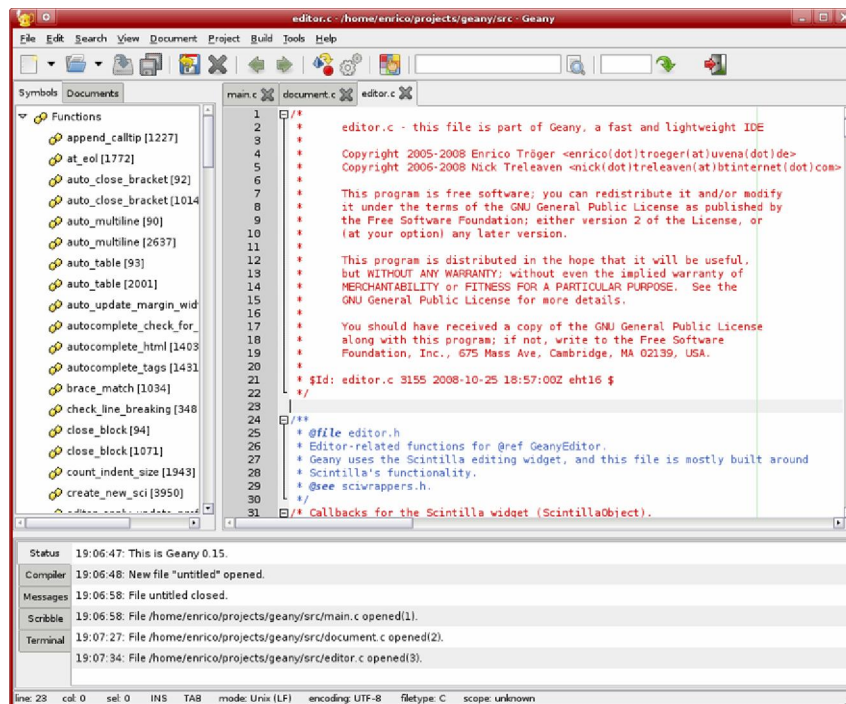 editor.c - /home/enrico/projects/geany/src - Geany
File Edit Search View Document Project Build Tools Help
Symbols Documents
main.c document.c editor.c
Functions
append_calltip [1227]
at_eol [1772]
auto_close_bracket [92]
auto_close_bracket [1014
auto_multiline [90]
auto_multiline [2637]
auto_table [93]
auto_table [2001]
auto_update_margin_wid
autocomplete_check_for_
autocomplete_html [1403
autocomplete_tags [1431
brace_match [1034]
check_line_breaking [348
close_block [94]
close_block [1071]
count_indent_size [1943]
create_new_sci [3950]
1 /*
2 * editor.c - this file is part of Geany, a fast and lightweight IDE
3 *
4 * Copyright 2005-2008 Enrico Tröger <enrico(dot)troeger(at)uvena(dot)de>
5 * Copyright 2006-2008 Nick Treleaven <nick(dot)treleaven(at)btinternet(dot)com>
6 *
7 * This program is free software; you can redistribute it and/or modify
8 * it under the terms of the GNU General Public License as published by
9 * the Free Software Foundation; either version 2 of the License, or
10 * (at your option) any later version.
11 *
12 * This program is distributed in the hope that it will be useful,
13 * but WITHOUT ANY WARRANTY; without even the implied warranty of
14 * MERCHANTABILITY or FITNESS FOR A PARTICULAR PURPOSE. See the
15 * GNU General Public License for more details.
16 *
17 * You should have received a copy of the GNU General Public License
18 * along with this program; if not, write to the Free Software
19 * Foundation, Inc., 675 Mass Ave, Cambridge, MA 02139, USA.
20 *
21 * $Id: editor.c 3155 2008-10-25 18:57:00Z eht16 $
22 */
23
24 /**
25 * @file editor.h
26 * Editor-related functions for @ref GeanyEditor.
27 * Geany uses the Scintilla editing widget, and this file is mostly built around
28 * Scintilla's functionality.
29 * @see sciwrappers.h.
30 */
31 /* Callbacks for the Scintilla widget (ScintillaObject).
Status
Compiler
Messages
Scribble
Terminal
19:06:47: This is Geany 0.15.
19:06:48: New file "untitled" opened.
19:06:58: File untitled closed.
19:06:58: File /home/enrico/projects/geany/src/main.c opened(1).
19:07:27: File /home/enrico/projects/geany/src/document.c opened(2).
19:07:34: File /home/enrico/projects/geany/src/editor.c opened(3).
line: 23 col: 0 sel: 0 INS TAB mode: Unix (LF) encoding: UTF-8 filetype: C scope: unknown